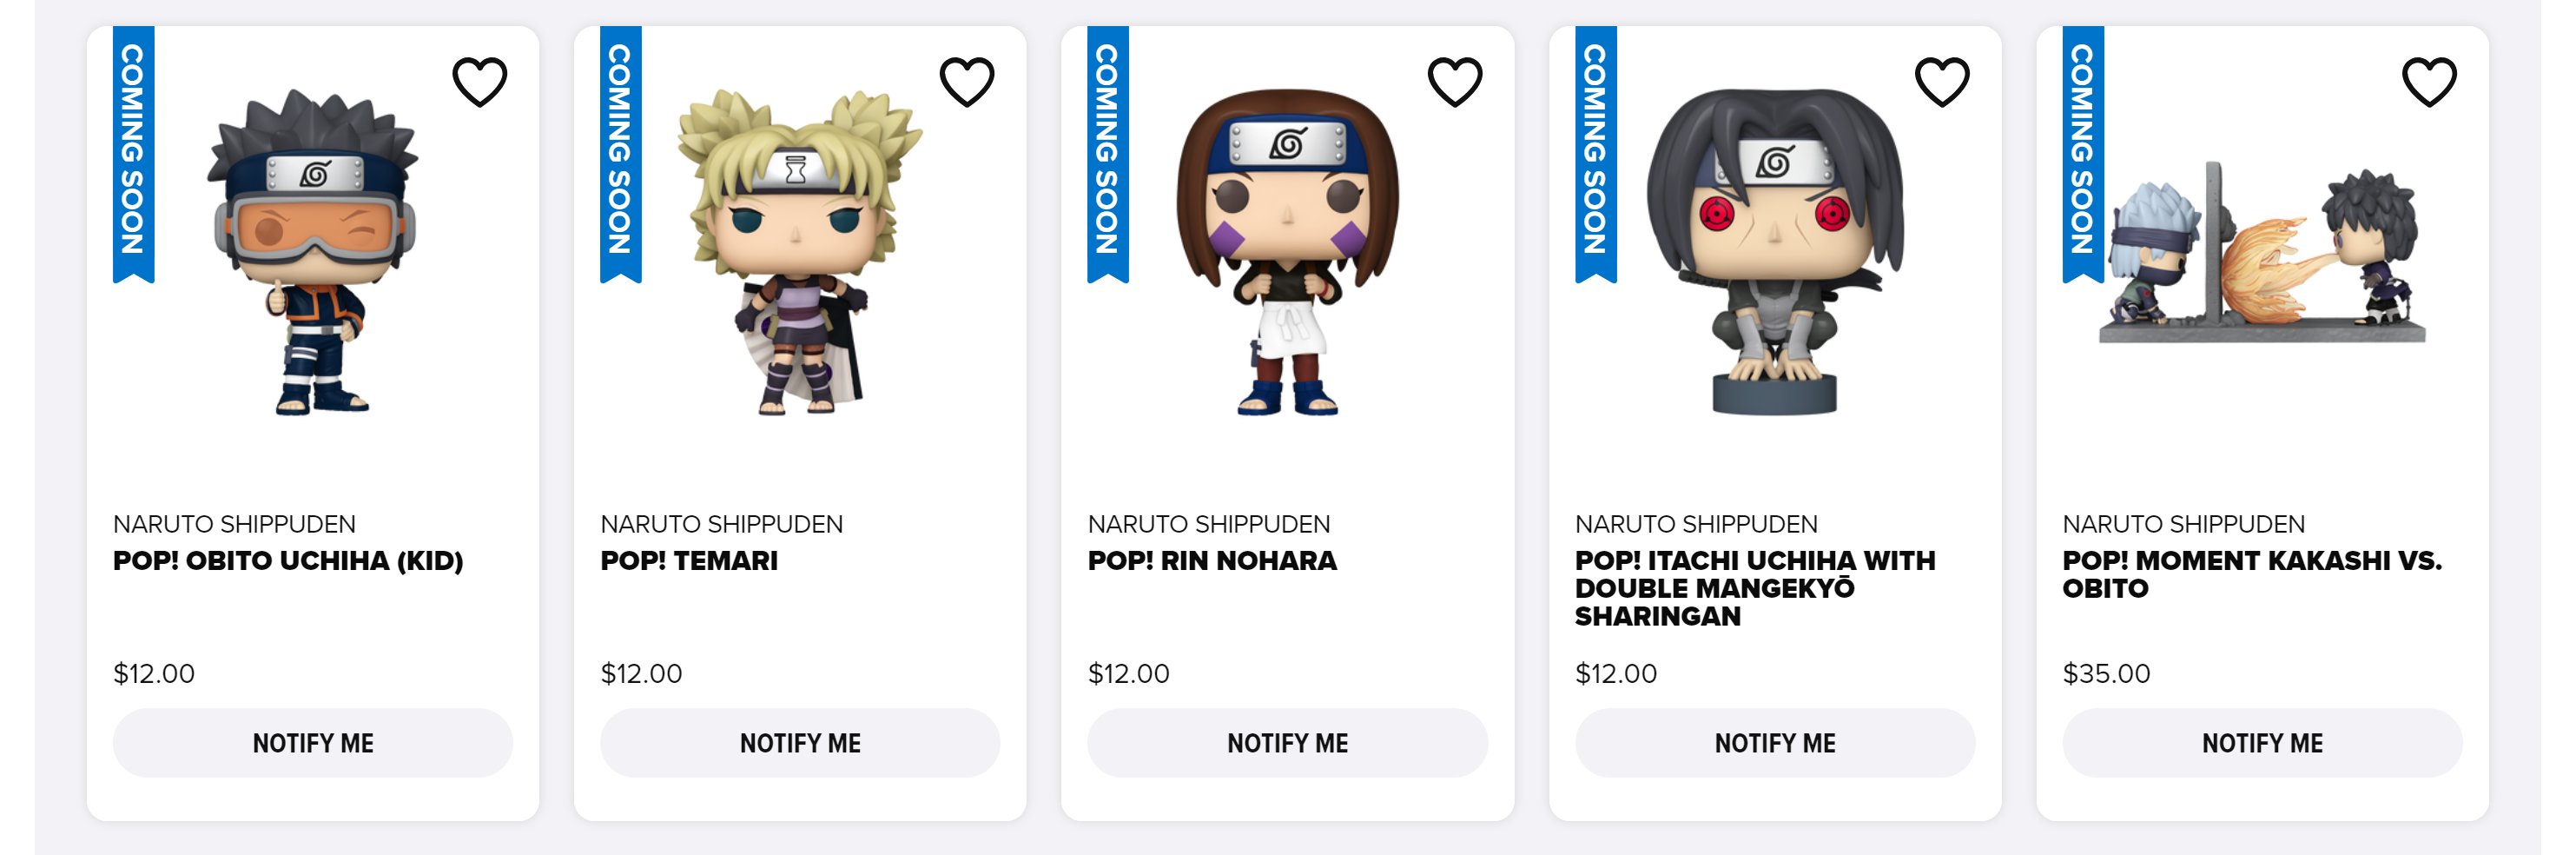 COMING SOON
NARUTO SHIPPUDEN
POP! OBITO UCHIHA (KID)
$12.00
NOTIFY ME
COMING SOON
NARUTO SHIPPUDEN
POP! TEMARI
$12.00
NOTIFY ME
COMING SOON
NARUTO SHIPPUDEN
POP! RIN NOHARA
$12.00
NOTIFY ME
COMING SOON
NARUTO SHIPPUDEN
POP! ITACHI UCHIHA WITH
DOUBLE MANGEKYŌ
SHARINGAN
$12.00
NOTIFY ME
COMING SOON
NARUTO SHIPPUDEN
POP! MOMENT KAKASHI VS.
OBITO
$35.00
NOTIFY ME